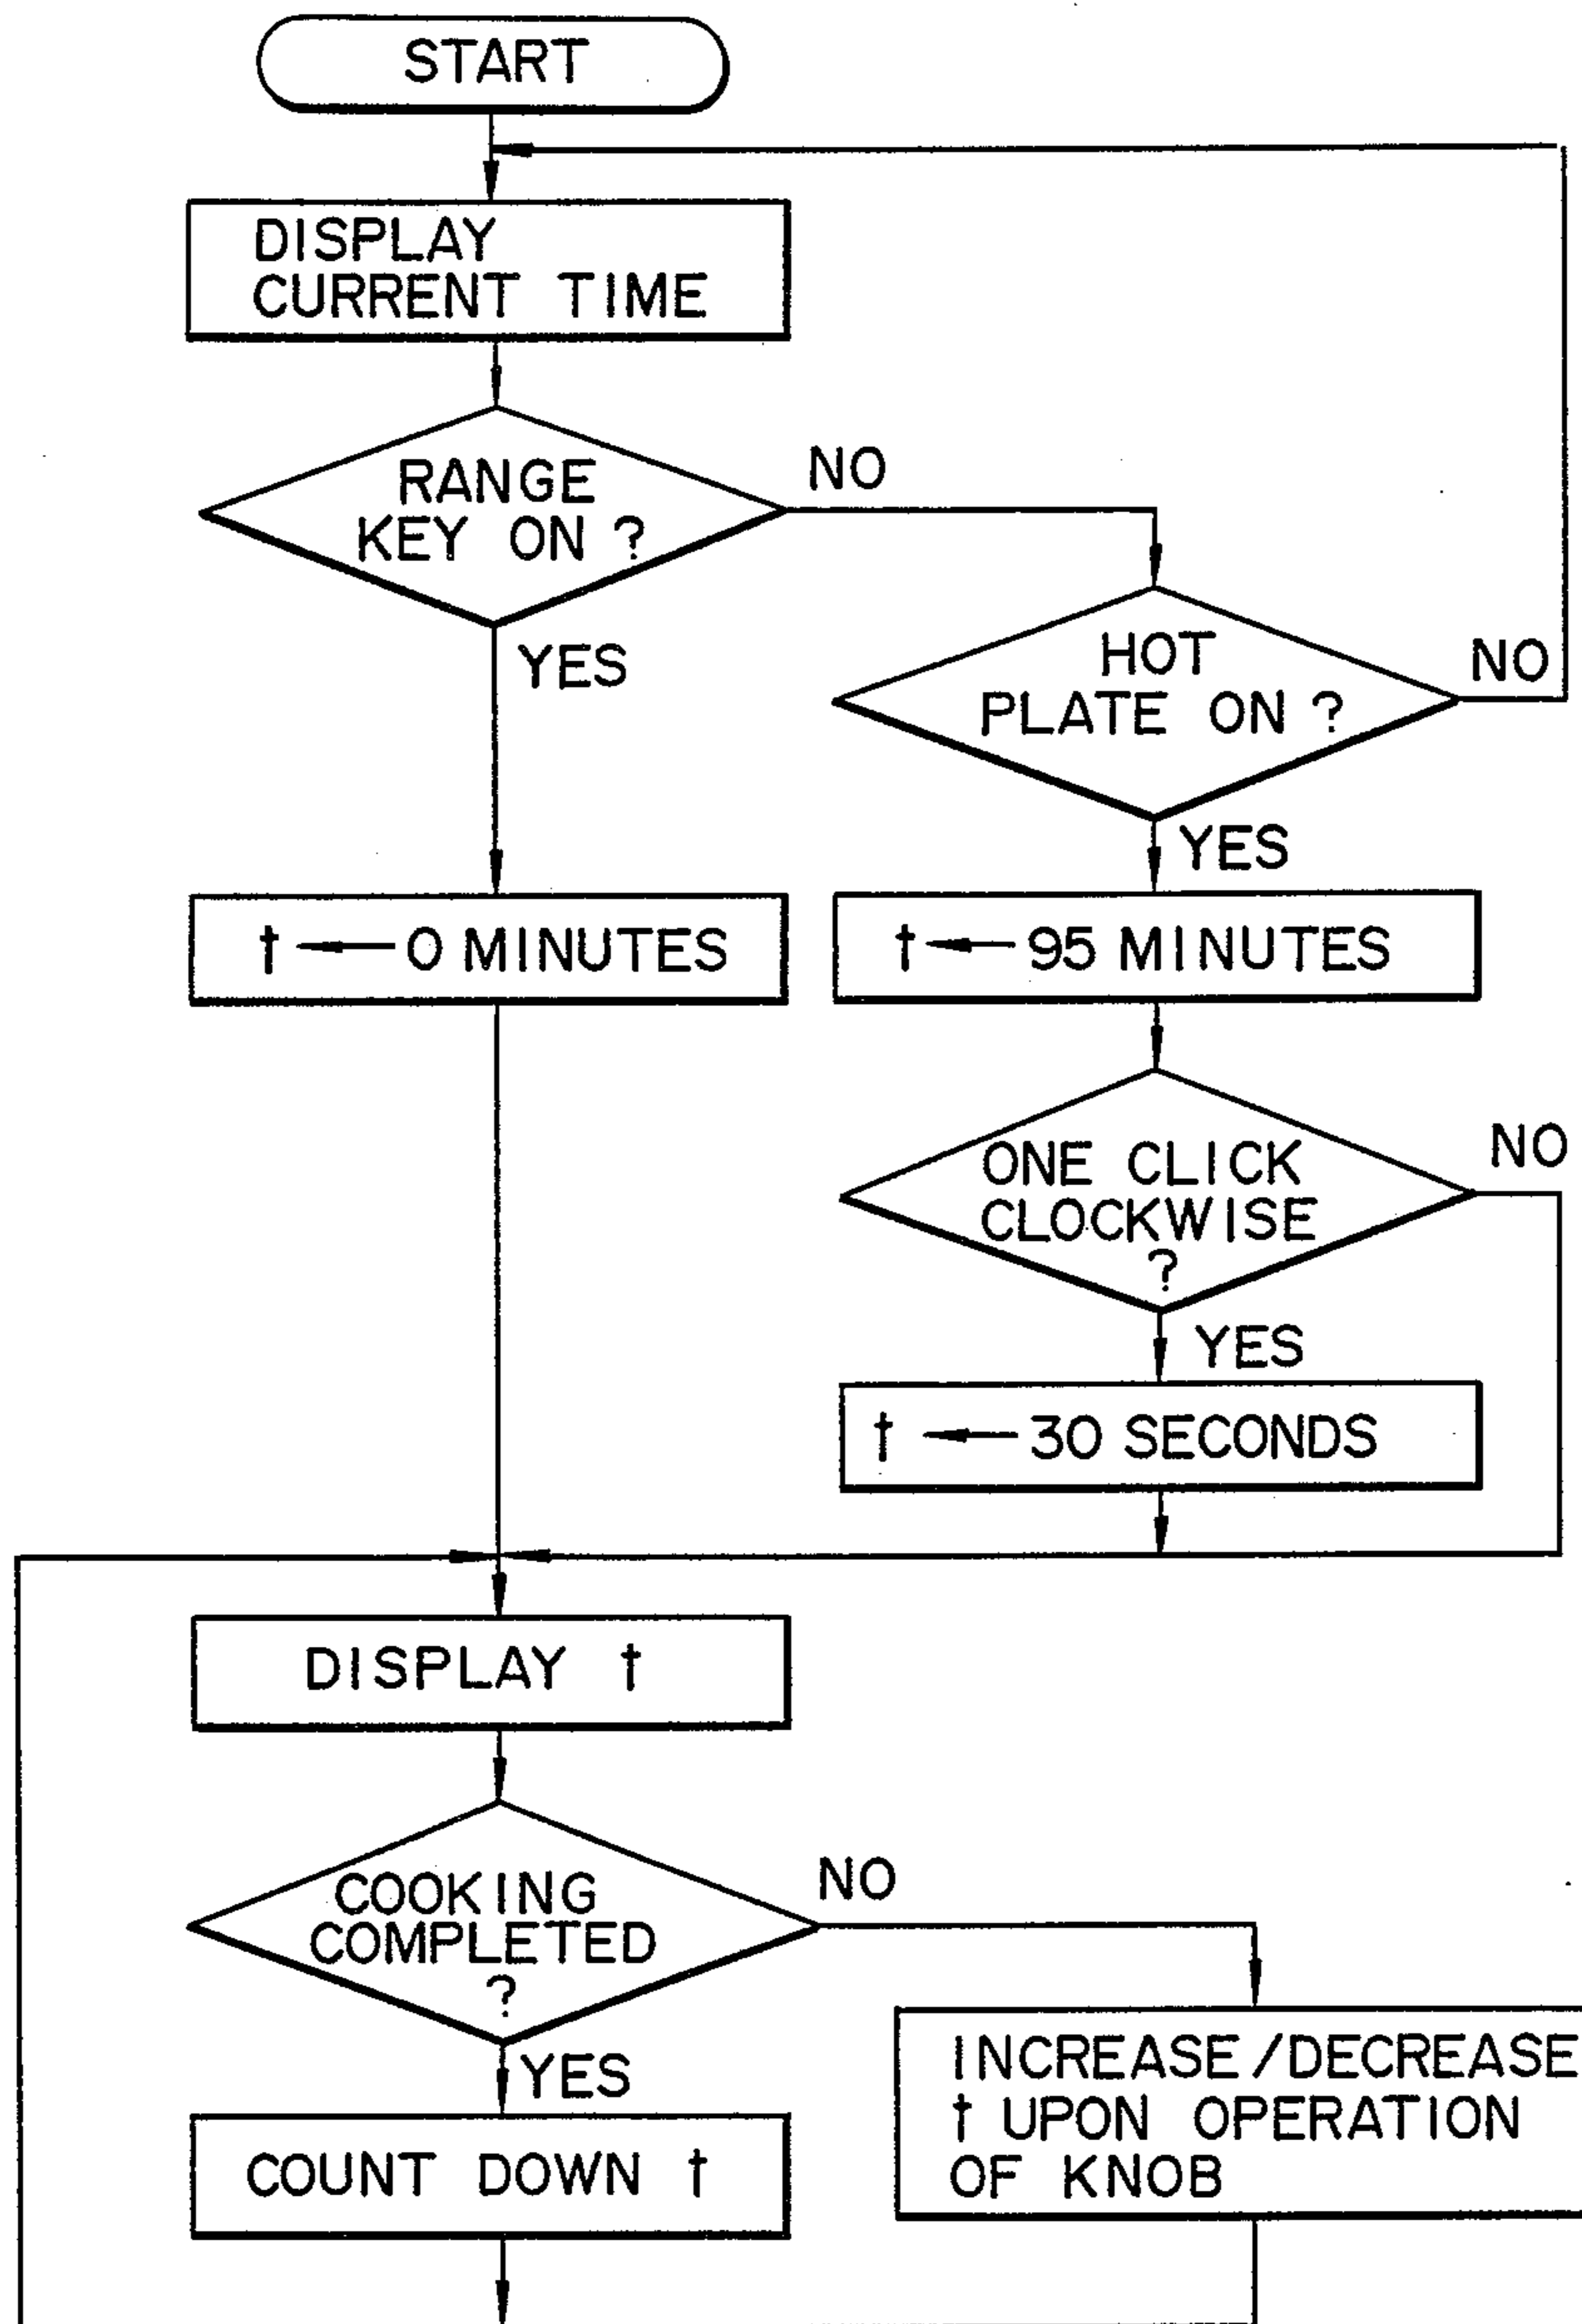 START
DISPLAY
CURRENT TIME
RANGE
KEY ON ?
NO
YES
HOT
PLATE ON ?
NO
YES
t ← 0 MINUTES
t ← 95 MINUTES
ONE CLICK
CLOCKWISE
?
NO
YES
t ← 30 SECONDS
DISPLAY t
COOKING
COMPLETED
?
NO
YES
INCREASE/DECREASE
t UPON OPERATION
OF KNOB
COUNT DOWN t